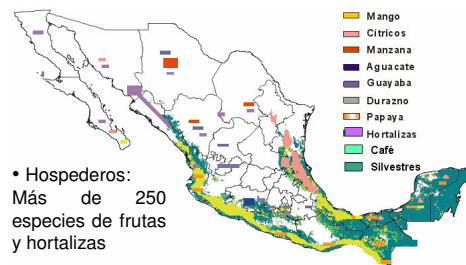 Mango
Cítricos
Manzana
Aguacate
Guayaba
Durazno
Papaya
Hortalizas
Café
Silvestres
• Hospederos:
Más de 250
especies de frutas
y hortalizas